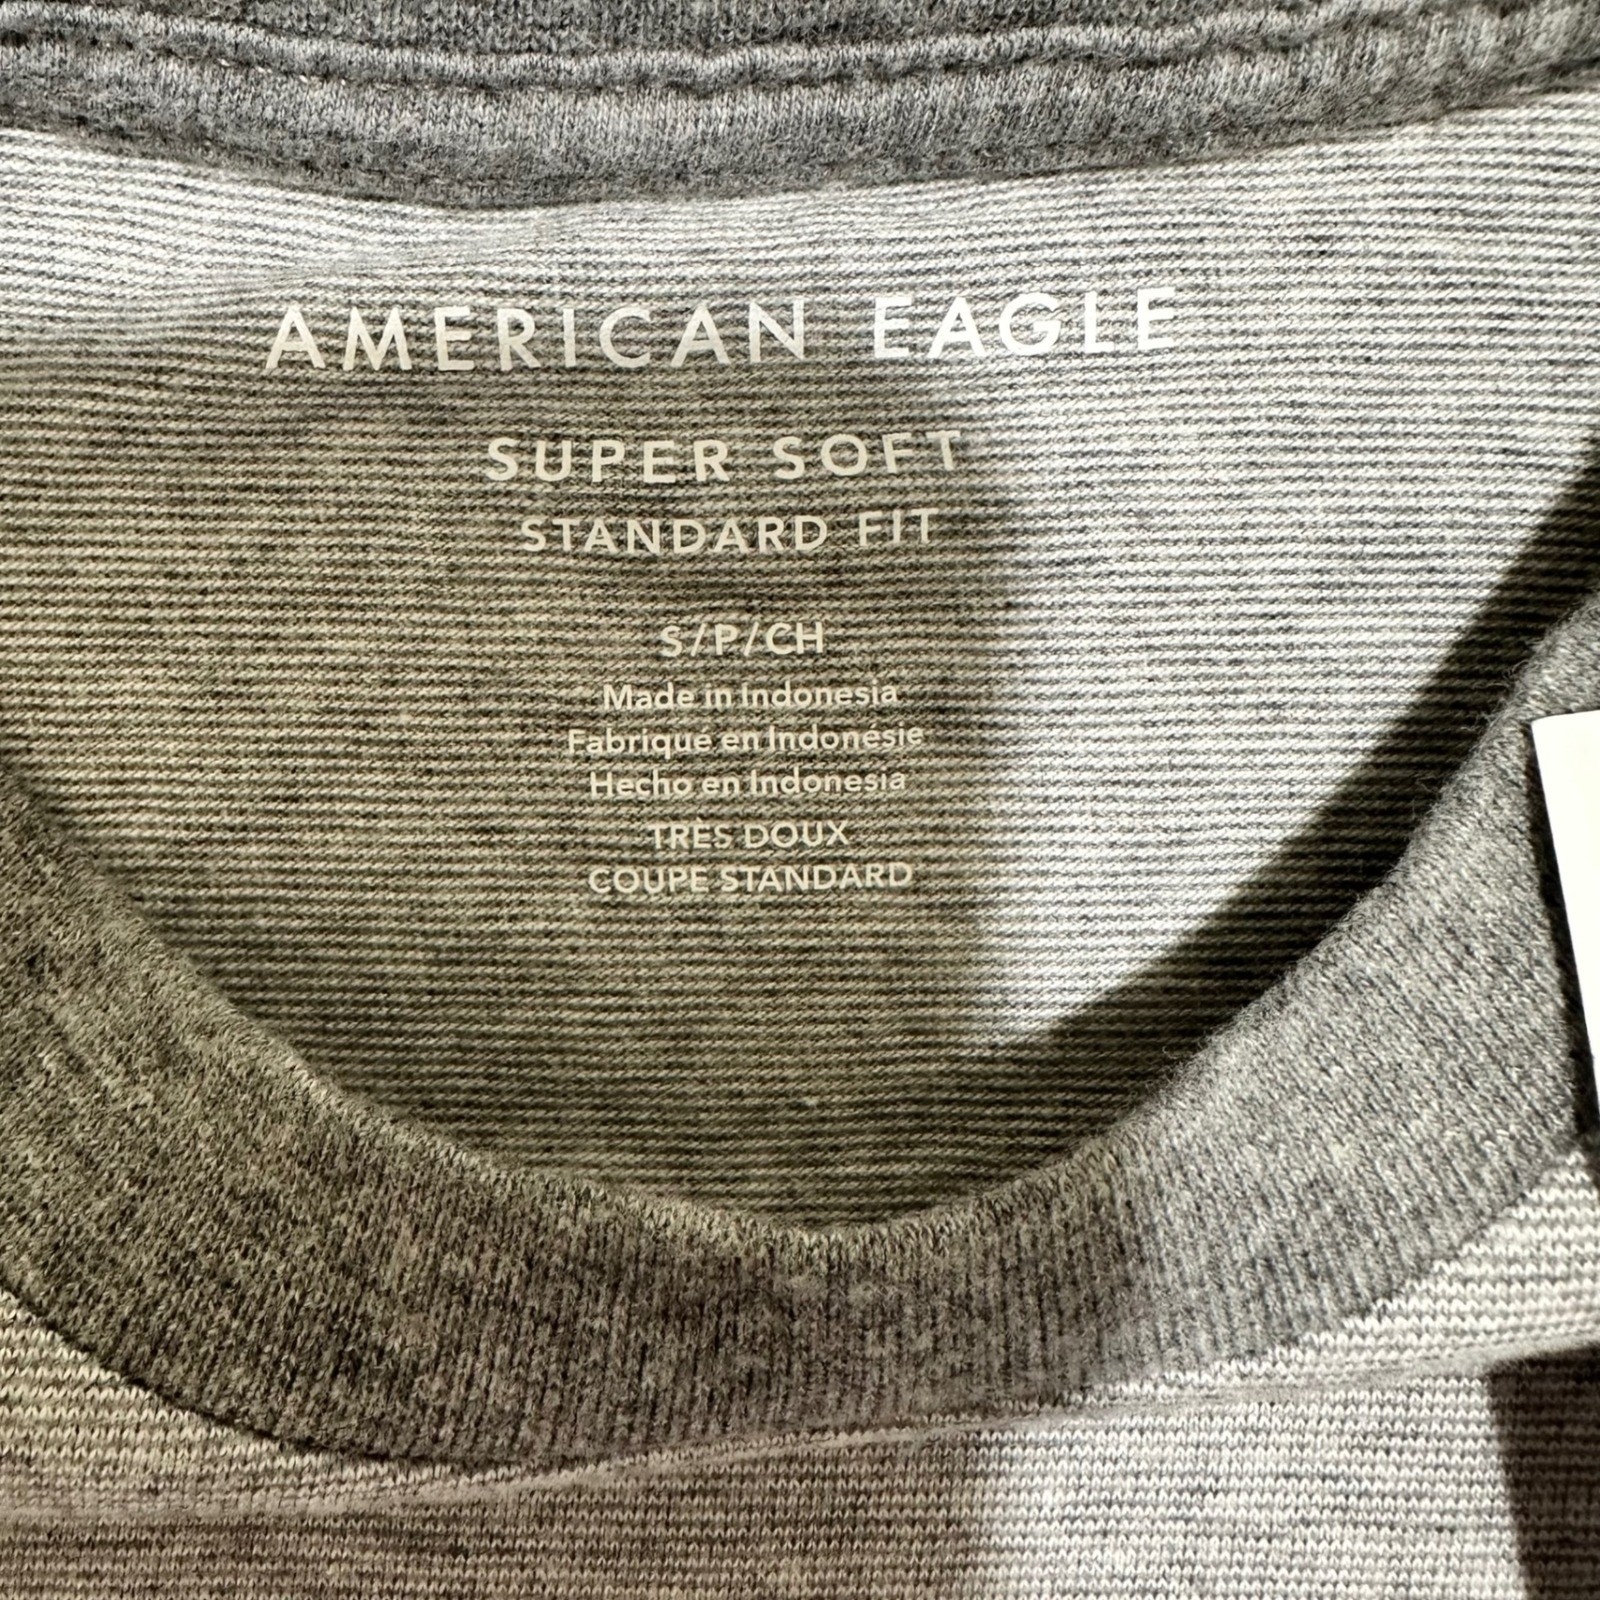 AMERICAN EAGLE
SUPER SOFT
STANDARD FIT
S/P/CH
Made in Indonesia
Fabriqué en Indonésie
Hecho en Indonesia
TRÈS DOUX
COUPE STANDARD